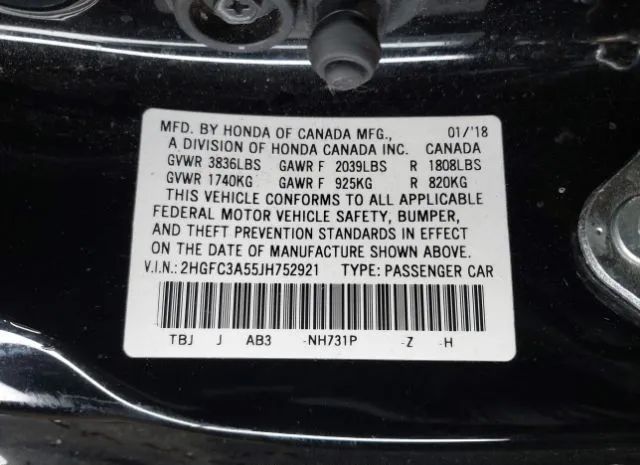 MFD. BY HONDA OF CANADA MFG., 01/'18
A DIVISION OF HONDA CANADA INC. CANADA
GVWR 3836LBS GAWR F 2039LBS R 1808LBS
GVWR 1740KG GAWR F 925KG R 820KG
THIS VEHICLE CONFORMS TO ALL APPLICABLE
FEDERAL MOTOR VEHICLE SAFETY, BUMPER,
AND THEFT PREVENTION STANDARDS IN EFFECT
ON THE DATE OF MANUFACTURE SHOWN ABOVE.
V.I.N.: 2HGFC3A55JH752921 TYPE: PASSENGER CAR
TBJ J AB3 -NH731P -Z -H